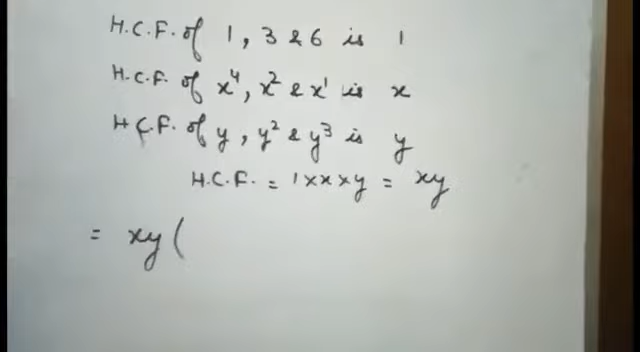 H.C.F. of 1, 3 & 6 is 1
H.C.F. of x⁴, x² & x¹ is x
H.C.F. of y, y² & y³ is y
H.C.F. = 1×x×y = xy
= xy (